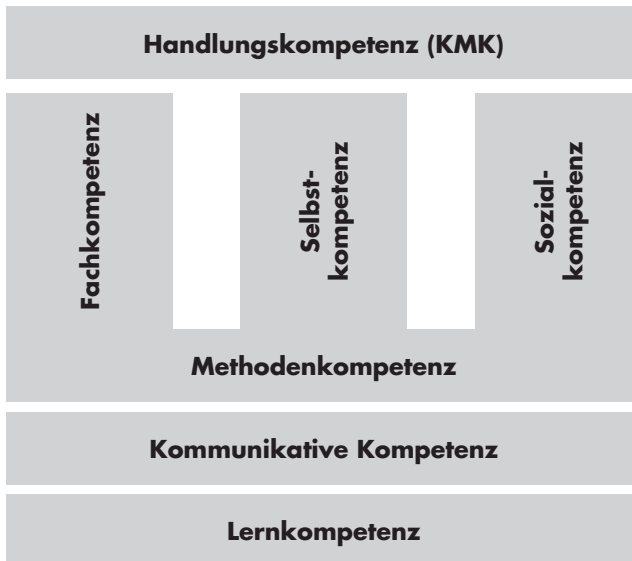 Handlungskompetenz (KMK)
Fachkompetenz
Selbst-
kompetenz
Sozial-
kompetenz
Methodenkompetenz
Kommunikative Kompetenz
Lernkompetenz